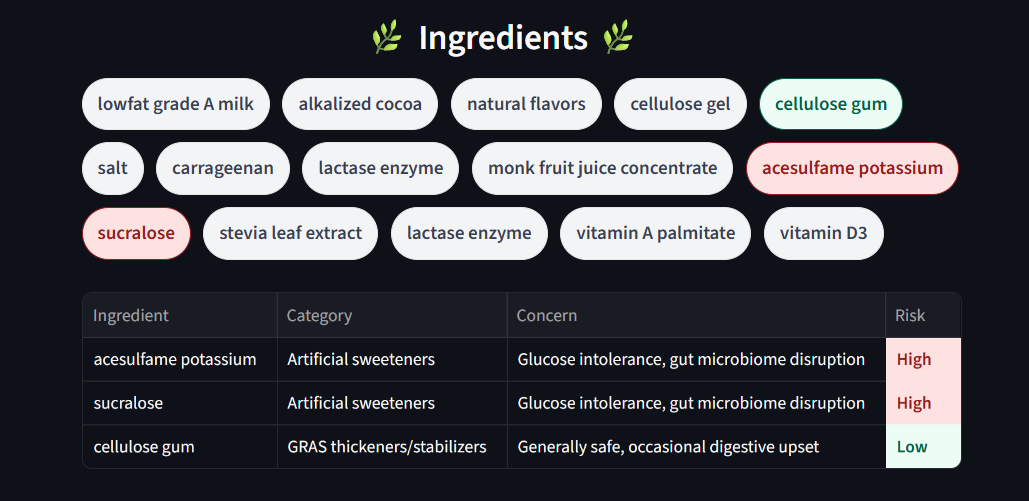 🌿 Ingredients 🌿
lowfat grade A milk alkalized cocoa natural flavors cellulose gel cellulose gum
salt carrageenan lactase enzyme monk fruit juice concentrate acesulfame potassium
sucralose stevia leaf extract lactase enzyme vitamin A palmitate vitamin D3
Ingredient Category Concern Risk
acesulfame potassium Artificial sweeteners Glucose intolerance, gut microbiome disruption High
sucralose Artificial sweeteners Glucose intolerance, gut microbiome disruption High
cellulose gum GRAS thickeners/stabilizers Generally safe, occasional digestive upset Low